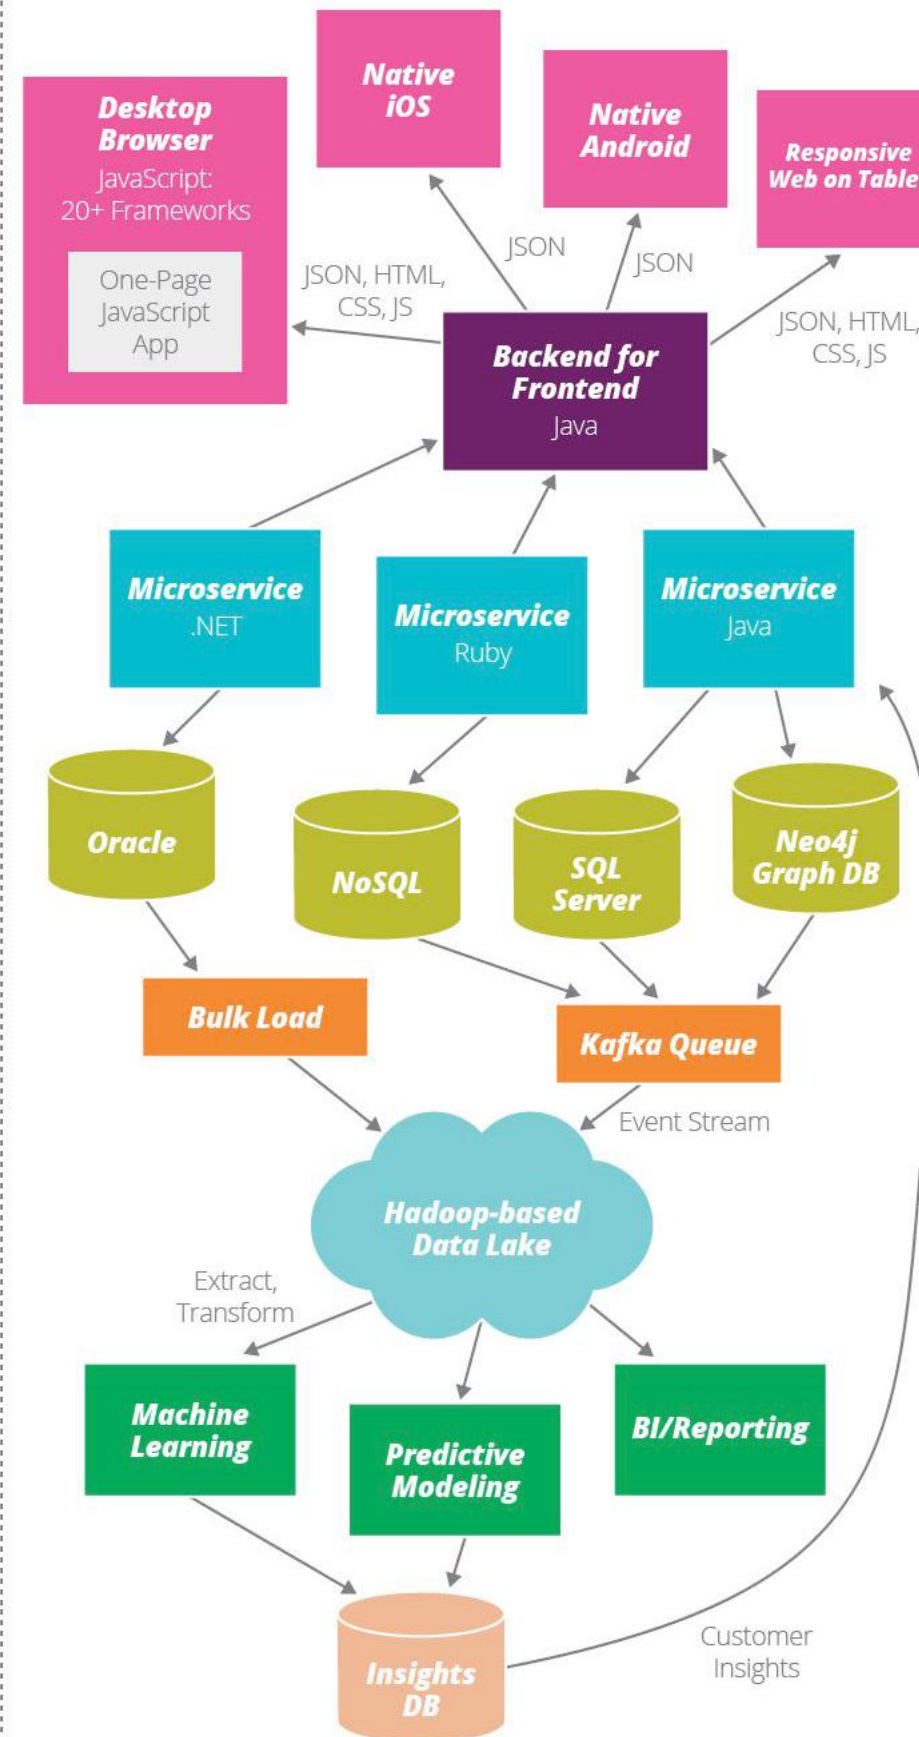 Native
iOS
Desktop
Browser
JavaScript:
20+ Frameworks
One-Page
JavaScript
App
Native
Android
Responsive
Web on Table
JSON
JSON
JSON, HTML,
CSS, JS
JSON, HTML,
CSS, JS
Backend for
Frontend
Java
Microservice
.NET
Microservice
Ruby
Microservice
Java
Oracle
NoSQL
SQL
Server
Neo4j
Graph DB
Bulk Load
Kafka Queue
Event Stream
Hadoop-based
Data Lake
Extract,
Transform
Machine
Learning
Predictive
Modeling
BI/Reporting
Customer
Insights
Insights
DB